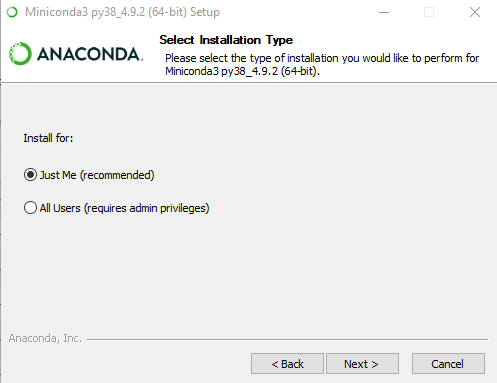 Miniconda3 py38_4.9.2 (64-bit) Setup
ANACONDA.
Select Installation Type
Please select the type of installation you would like to perform for
Miniconda3 py38_4.9.2 (64-bit).
Install for:
Just Me (recommended)
All Users (requires admin privileges)
Anaconda, Inc.
< Back
Next >
Cancel